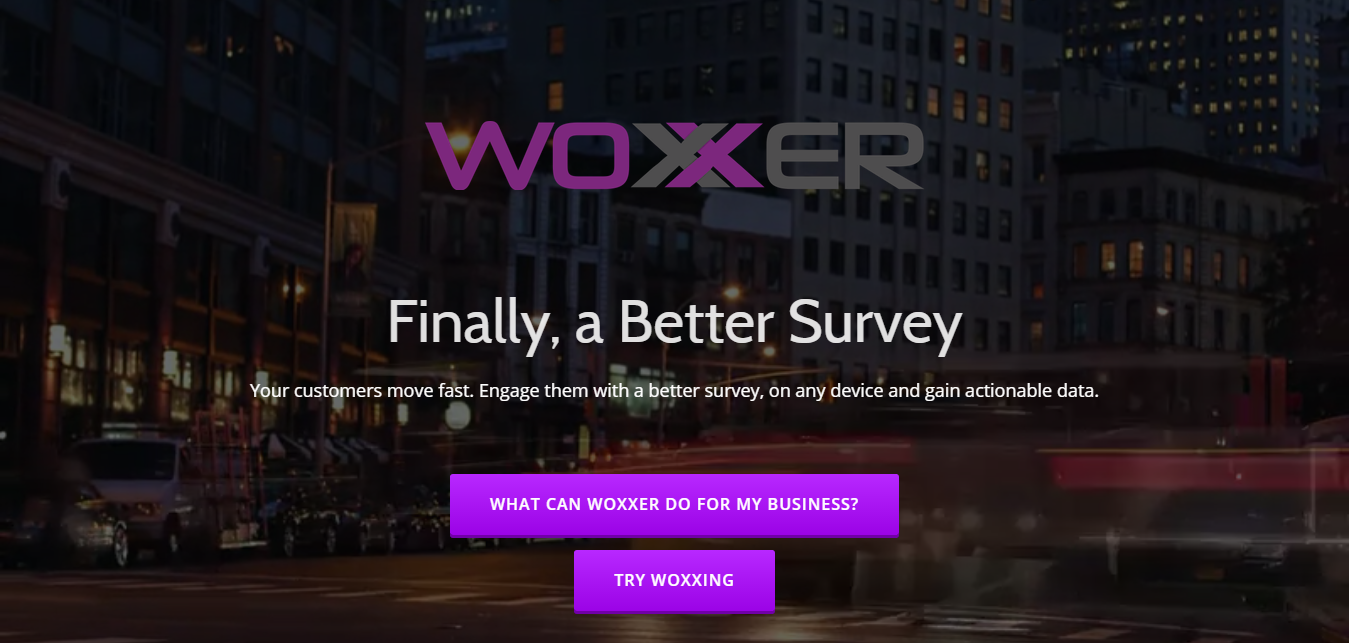 WOXXER
Finally, a Better Survey
Your customers move fast. Engage them with a better survey, on any device and gain actionable data.
WHAT CAN WOXXER DO FOR MY BUSINESS?
TRY WOXXING